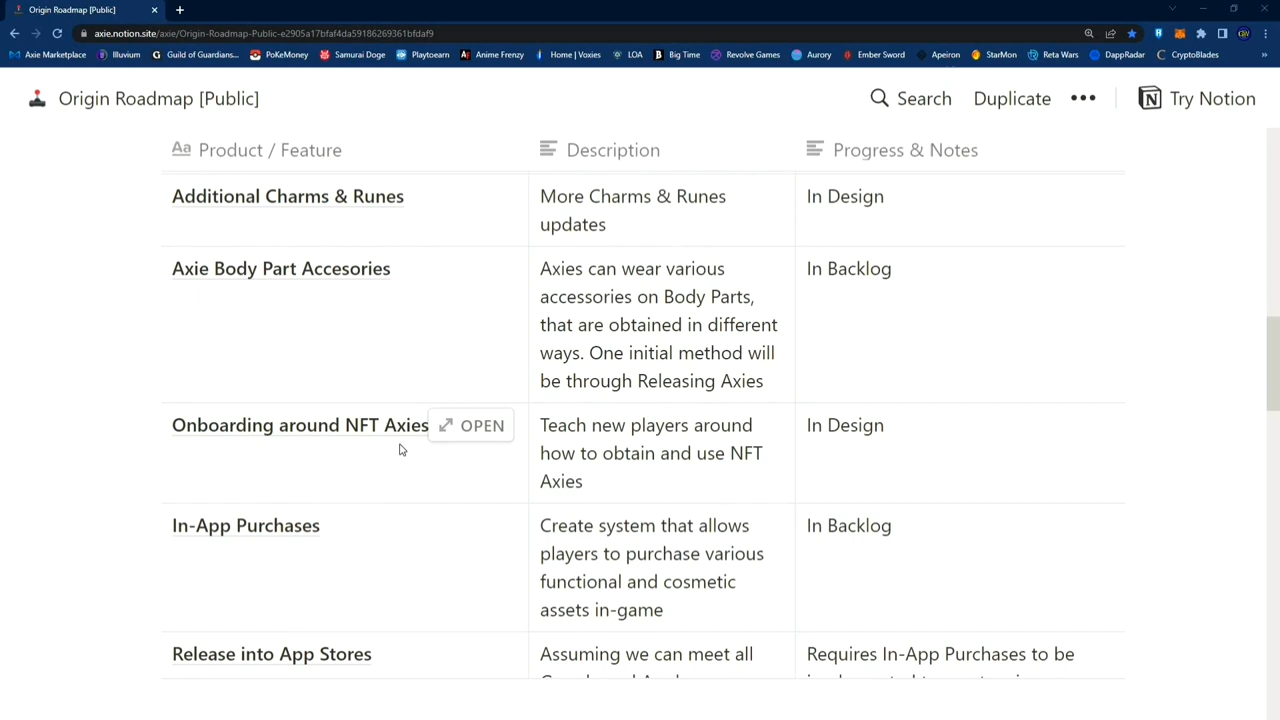 Origin Roadmap [Public]
axie.notion.site/axie/Origin-Roadmap-Public-e2905a17bfaf4da59186269361bfdaf9
Axie Marketplace
Illuvium
Guild of Guardians...
PoKeMoney
Samurai Doge
Playtoearn
Anime Frenzy
Home | Voxies
LOA
Big Time
Revolve Games
Aurory
Ember Sword
Apeiron
StarMon
Reta Wars
DappRadar
CryptoBlades
Origin Roadmap [Public]
Search
Duplicate
Try Notion
Aa Product / Feature
Description
Progress & Notes
Additional Charms & Runes
More Charms & Runes
updates
In Design
Axie Body Part Accesories
Axies can wear various
accessories on Body Parts,
that are obtained in different
ways. One initial method will
be through Releasing Axies
In Backlog
Onboarding around NFT Axies
OPEN
Teach new players around
how to obtain and use NFT
Axies
In Design
In-App Purchases
Create system that allows
players to purchase various
functional and cosmetic
assets in-game
In Backlog
Release into App Stores
Assuming we can meet all
Requires In-App Purchases to be